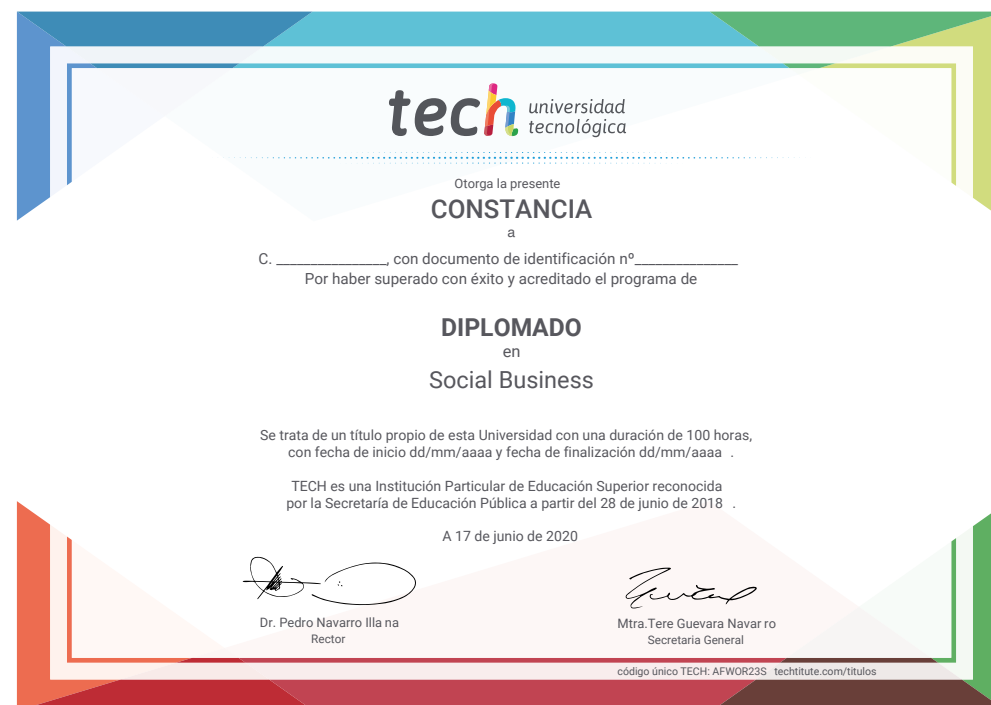 tech universidad
tecnológica
Otorga la presente
CONSTANCIA
a
C. ________________, con documento de identificación nº_______________
Por haber superado con éxito y acreditado el programa de
DIPLOMADO
en
Social Business
Se trata de un título propio de esta Universidad con una duración de 100 horas,
con fecha de inicio dd/mm/aaaa y fecha de finalización dd/mm/aaaa .
TECH es una Institución Particular de Educación Superior reconocida
por la Secretaría de Educación Pública a partir del 28 de junio de 2018 .
A 17 de junio de 2020
Dr. Pedro Navarro Illa na
Rector
Mtra.Tere Guevara Navar ro
Secretaria General
código único TECH: AFWOR23S techtitute.com/titulos